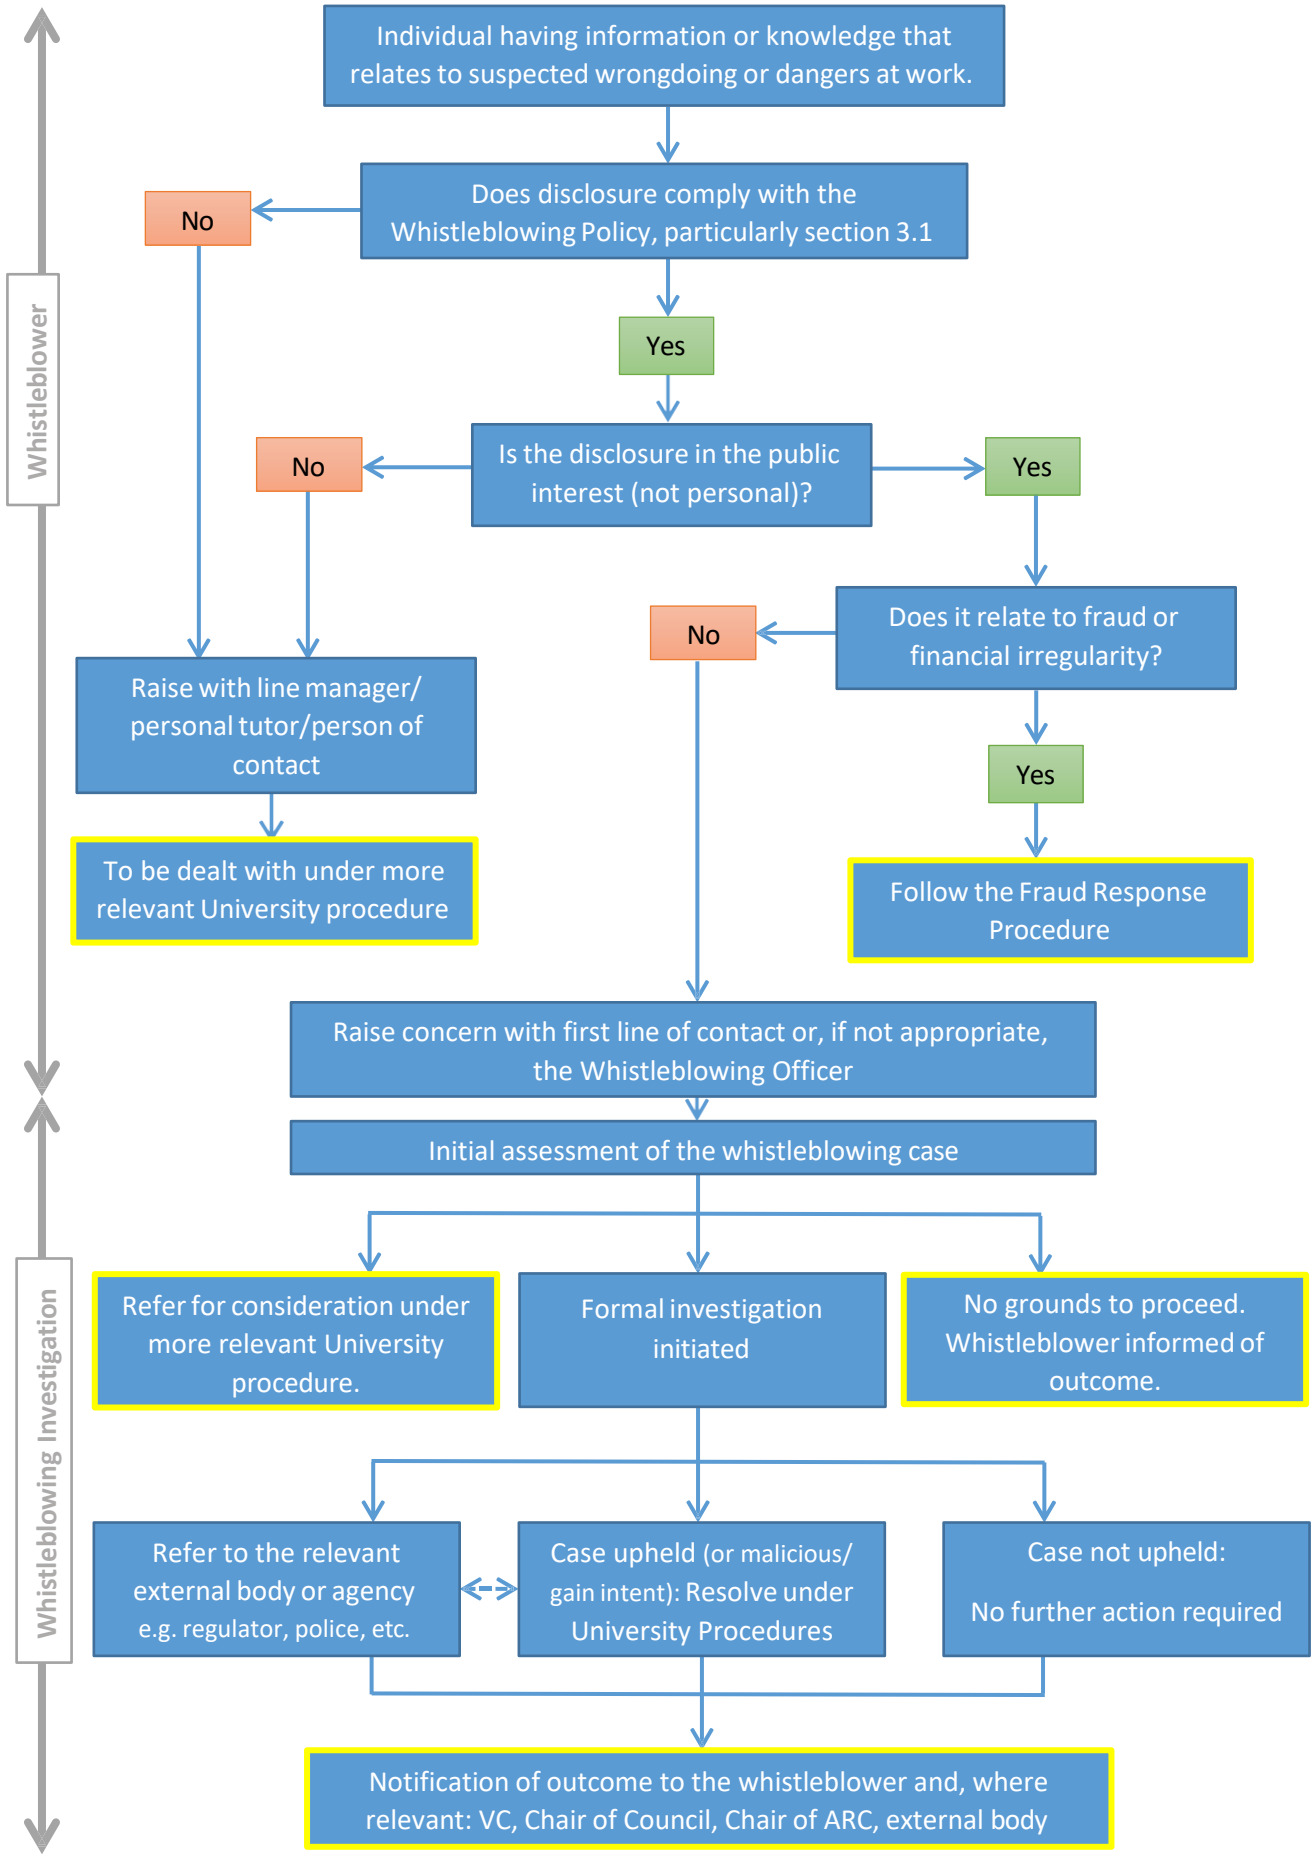 Individual having information or knowledge that
relates to suspected wrongdoing or dangers at work.
Does disclosure comply with the
Whistleblowing Policy, particularly section 3.1
No
Yes
Whistleblower
Is the disclosure in the public
interest (not personal)?
No
Yes
Does it relate to fraud or
financial irregularity?
No
Yes
Raise with line manager/
personal tutor/person of
contact
To be dealt with under more
relevant University procedure
Follow the Fraud Response
Procedure
Raise concern with first line of contact or, if not appropriate,
the Whistleblowing Officer
Initial assessment of the whistleblowing case
Whistleblowing Investigation
Refer for consideration under
more relevant University
procedure.
Formal investigation
initiated
No grounds to proceed.
Whistleblower informed of
outcome.
Refer to the relevant
external body or agency
e.g. regulator, police, etc.
Case upheld (or malicious/
gain intent): Resolve under
University Procedures
Case not upheld:
No further action required
Notification of outcome to the whistleblower and, where
relevant: VC, Chair of Council, Chair of ARC, external body